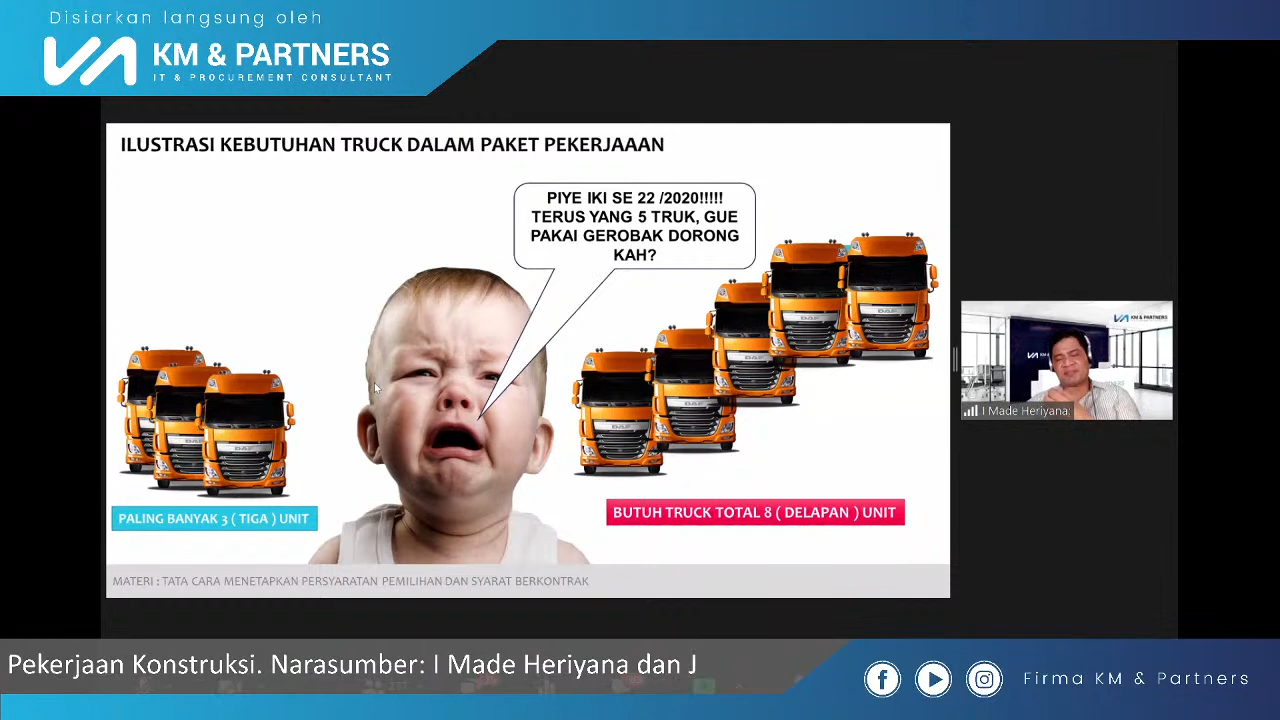 Disiarkan langsung oleh
KM & PARTNERS
IT & PROCUREMENT CONSULTANT
ILUSTRASI KEBUTUHAN TRUCK DALAM PAKET PEKERJAAAN
PIYE IKI SE 22 /2020!!!!!
TERUS YANG 5 TRUK, GUE
PAKAI GEROBAK DORONG
KAH?
PALING BANYAK 3 ( TIGA ) UNIT
BUTUH TRUCK TOTAL 8 ( DELAPAN ) UNIT
MATERI : TATA CARA MENETAPKAN PERSYARATAN PEMILIHAN DAN SYARAT BERKONTRAK
KM & PARTNERS
KM &
I Made Heriyana:
Pekerjaan Konstruksi. Narasumber: I Made Heriyana dan J
Firma KM & Partners